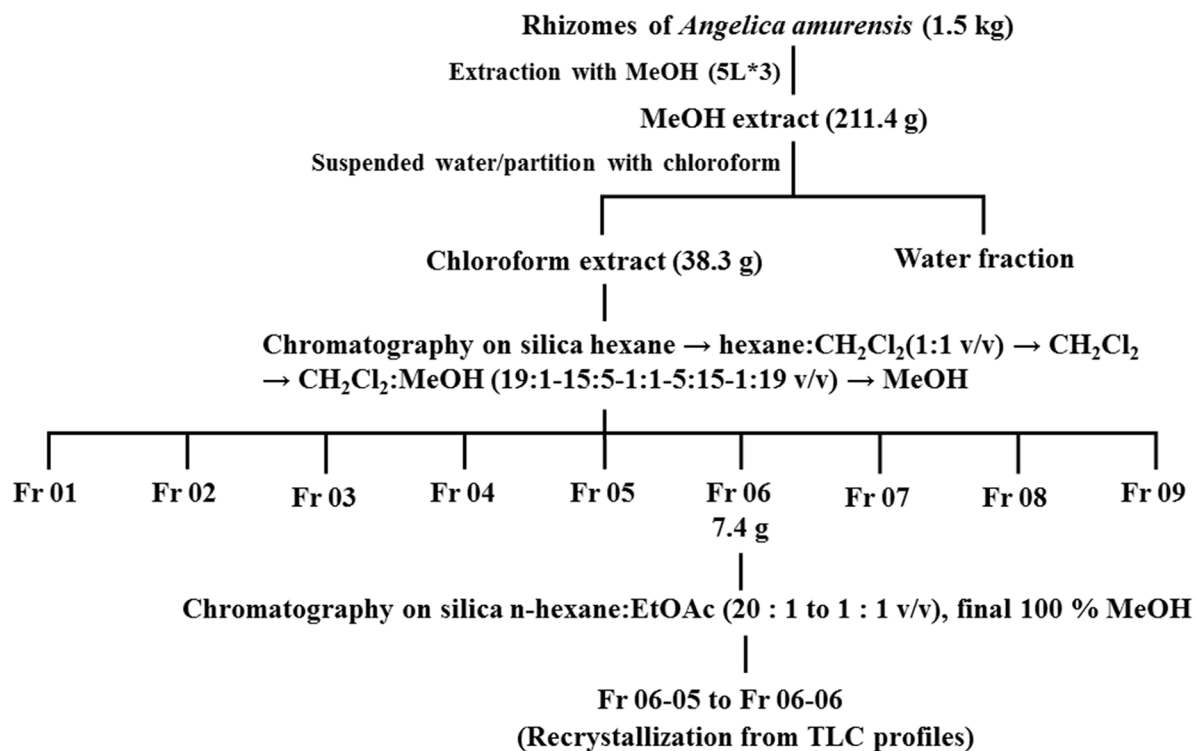 Rhizomes of Angelica amurensis (1.5 kg)
Extraction with MeOH (5L*3)
MeOH extract (211.4 g)
Suspended water/partition with chloroform
Chloroform extract (38.3 g)
Water fraction
Chromatography on silica hexane → hexane:CH₂Cl₂(1:1 v/v) → CH₂Cl₂
→ CH₂Cl₂:MeOH (19:1-15:5-1:1-5:15-1:19 v/v) → MeOH
Fr 01
Fr 02
Fr 03
Fr 04
Fr 05
Fr 06
Fr 07
Fr 08
Fr 09
7.4 g
Chromatography on silica n-hexane:EtOAc (20 : 1 to 1 : 1 v/v), final 100 % MeOH
Fr 06-05 to Fr 06-06
(Recrystallization from TLC profiles)